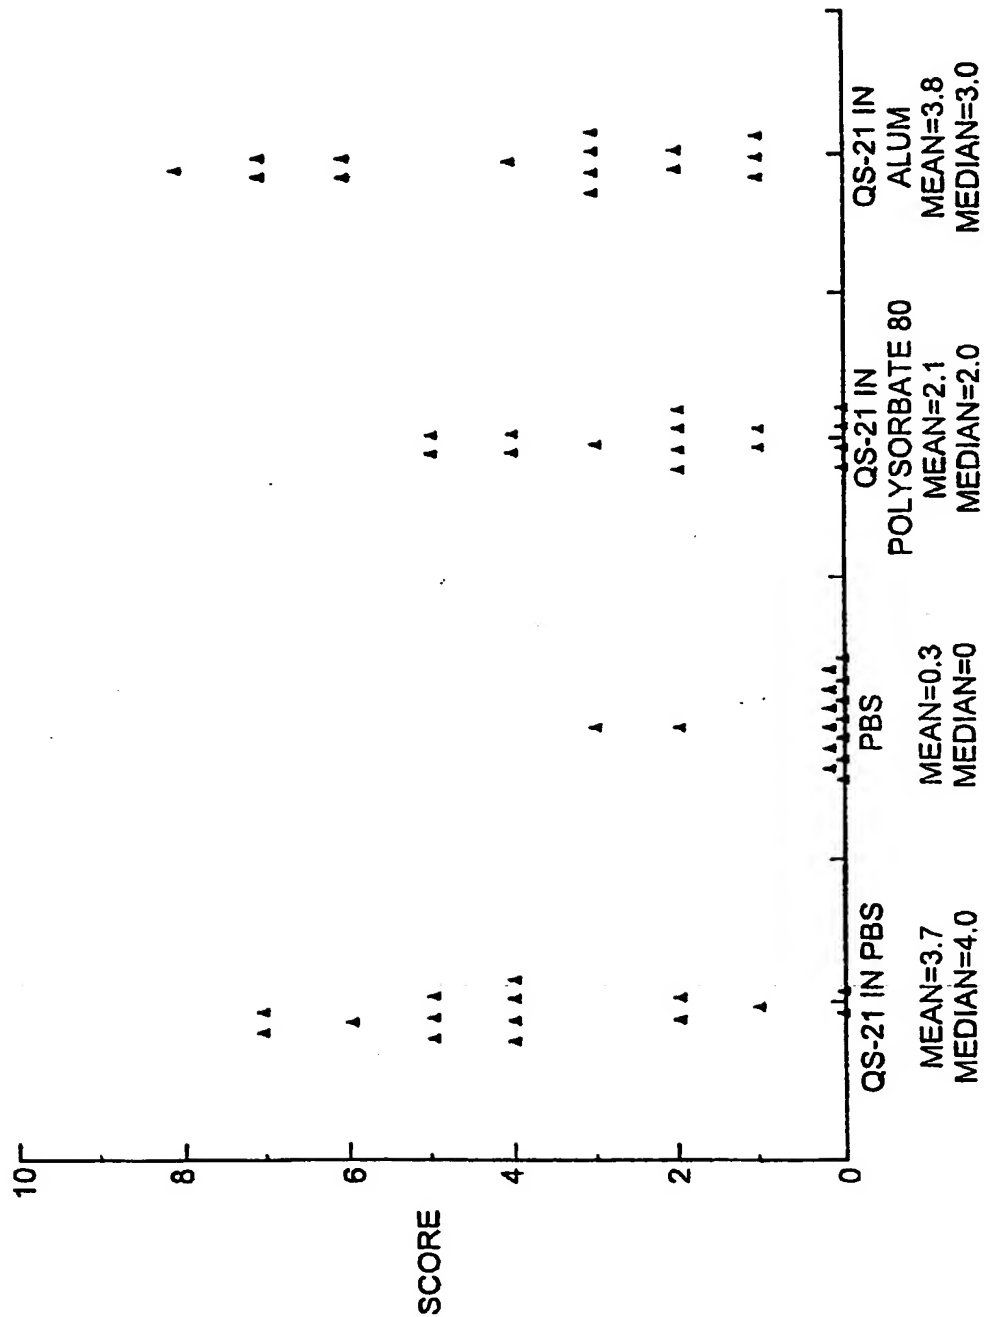 10
8
6
4
2
0
SCORE
QS-21 IN PBS
MEAN=3.7
MEDIAN=4.0
PBS
MEAN=0.3
MEDIAN=0
QS-21 IN
POLYSORBATE 80
MEAN=2.1
MEDIAN=2.0
QS-21 IN
ALUM
MEAN=3.8
MEDIAN=3.0